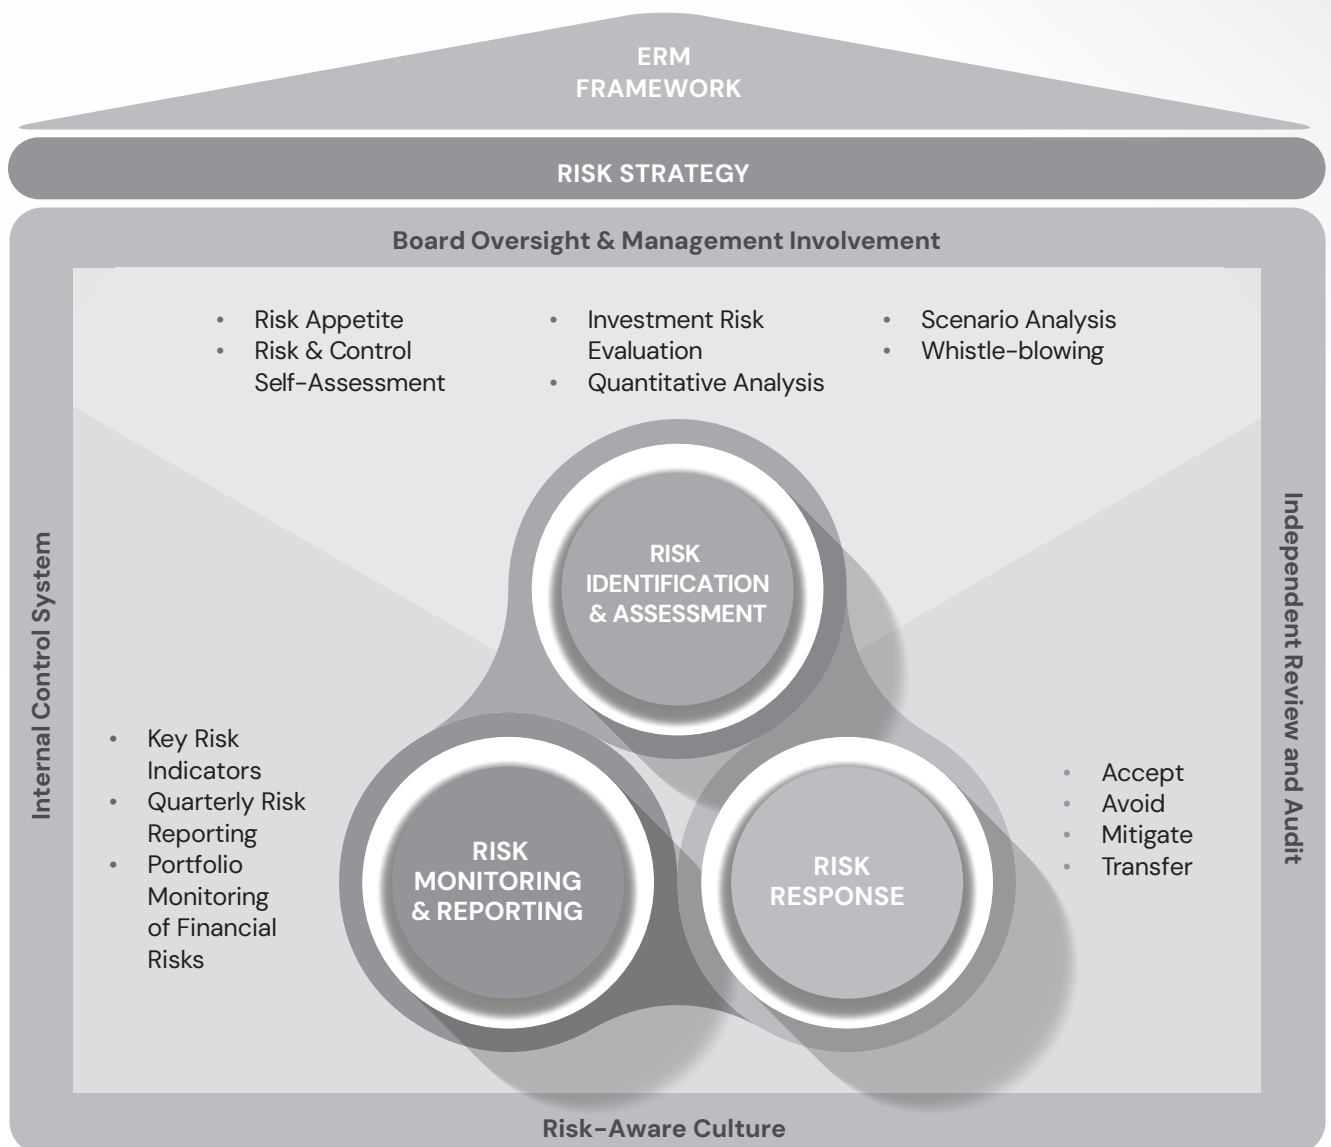 ERM
FRAMEWORK
RISK STRATEGY
Board Oversight & Management Involvement
• Risk Appetite
• Risk & Control
Self-Assessment
• Investment Risk
Evaluation
• Quantitative Analysis
• Scenario Analysis
• Whistle-blowing
Internal Control System
RISK
IDENTIFICATION
& ASSESSMENT
Independent Review and Audit
• Key Risk
Indicators
• Quarterly Risk
Reporting
• Portfolio
Monitoring
of Financial
Risks
RISK
MONITORING
& REPORTING
RISK
RESPONSE
• Accept
• Avoid
• Mitigate
• Transfer
Risk-Aware Culture